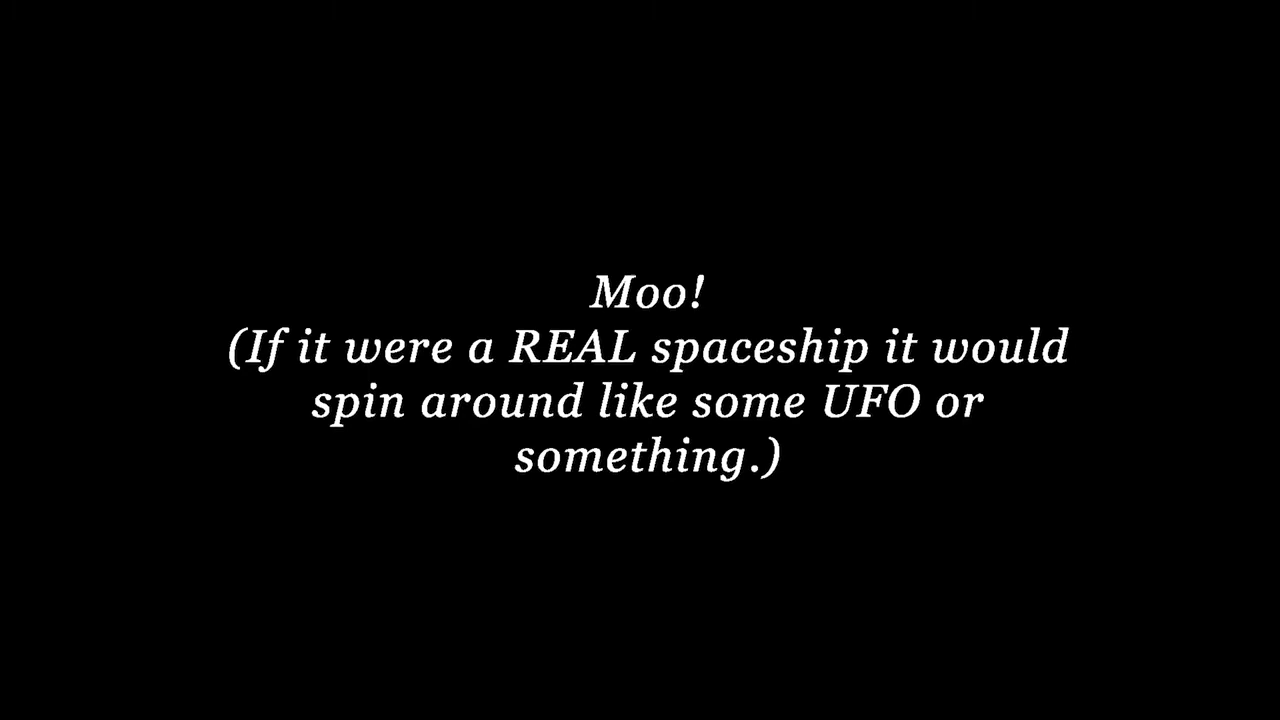 Moo!
(If it were a REAL spaceship it would
spin around like some UFO or
something.)